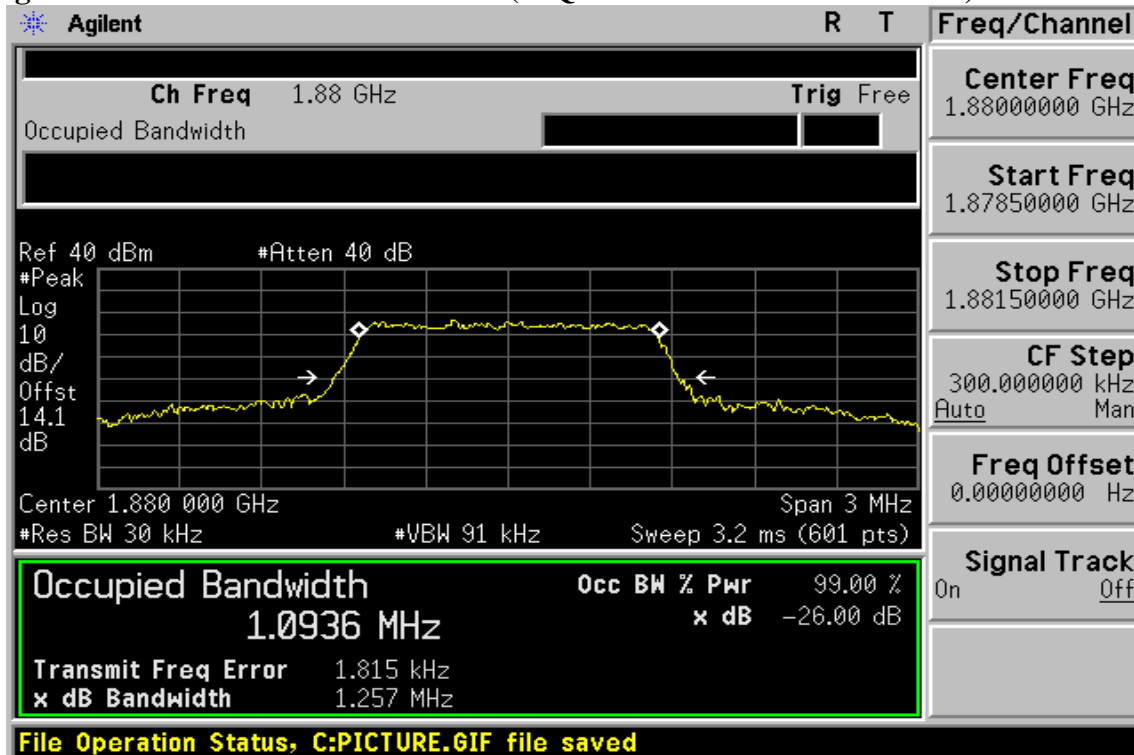 Agilent R T
Freq/Channel
Ch Freq 1.88 GHz Trig Free
Occupied Bandwidth
Center Freq
1.88000000 GHz
Start Freq
1.87850000 GHz
Stop Freq
1.88150000 GHz
CF Step
300.000000 kHz
Auto Man
Freq Offset
0.00000000 Hz
Signal Track
On Off
Ref 40 dBm #Atten 40 dB
#Peak
Log
10
dB/
Offst
14.1
dB
Center 1.880 000 GHz Span 3 MHz
#Res BW 30 kHz #VBW 91 kHz Sweep 3.2 ms (601 pts)
Occupied Bandwidth
1.0936 MHz
Occ BW % Pwr 99.00 %
x dB -26.00 dB
Transmit Freq Error 1.815 kHz
x dB Bandwidth 1.257 MHz
File Operation Status, C:PICTURE.GIF file saved